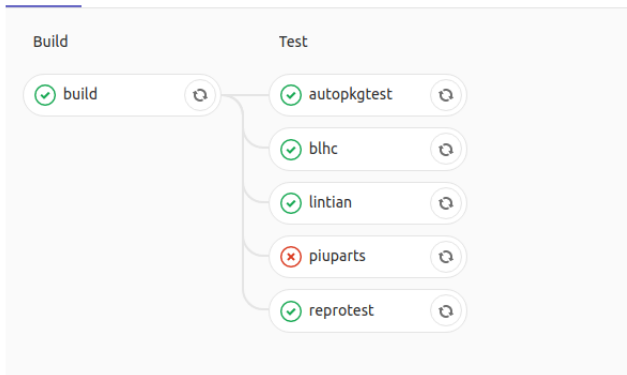 Build
Test
build
autopkgtest
blhc
lintian
piuparts
reprotest